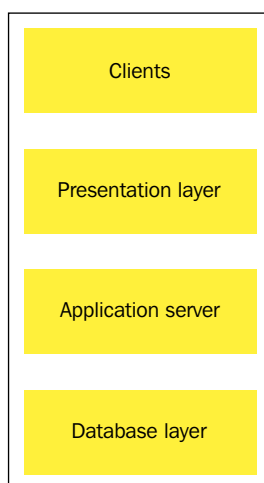 Clients
Presentation layer
Application server
Database layer